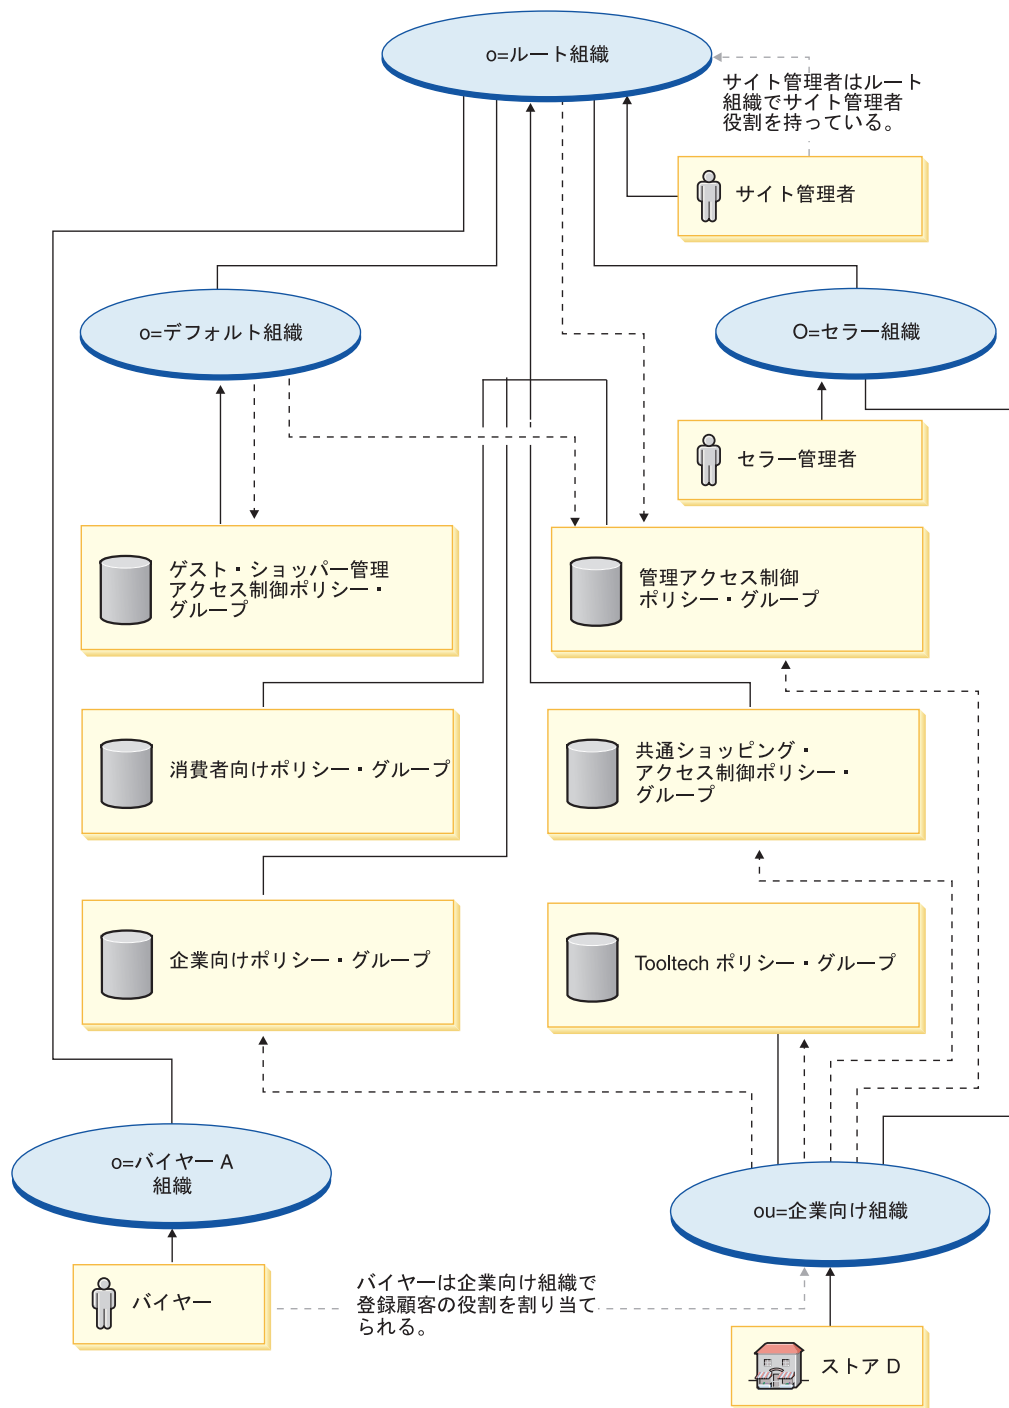 o=ルート組織
サイト管理者はルート
組織でサイト管理者
役割を持っている。
サイト管理者
o=デフォルト組織
O=セラー組織
セラー管理者
ゲスト・ショッパー管理
アクセス制御ポリシー・
グループ
管理アクセス制御
ポリシー・グループ
消費者向けポリシー・グループ
共通ショッピング・
アクセス制御ポリシー・
グループ
企業向けポリシー・グループ
Tooltech ポリシー・グループ
o=バイヤー A
組織
ou=企業向け組織
バイヤー
バイヤーは企業向け組織で
登録顧客の役割を割り当て
られる。
ストア D